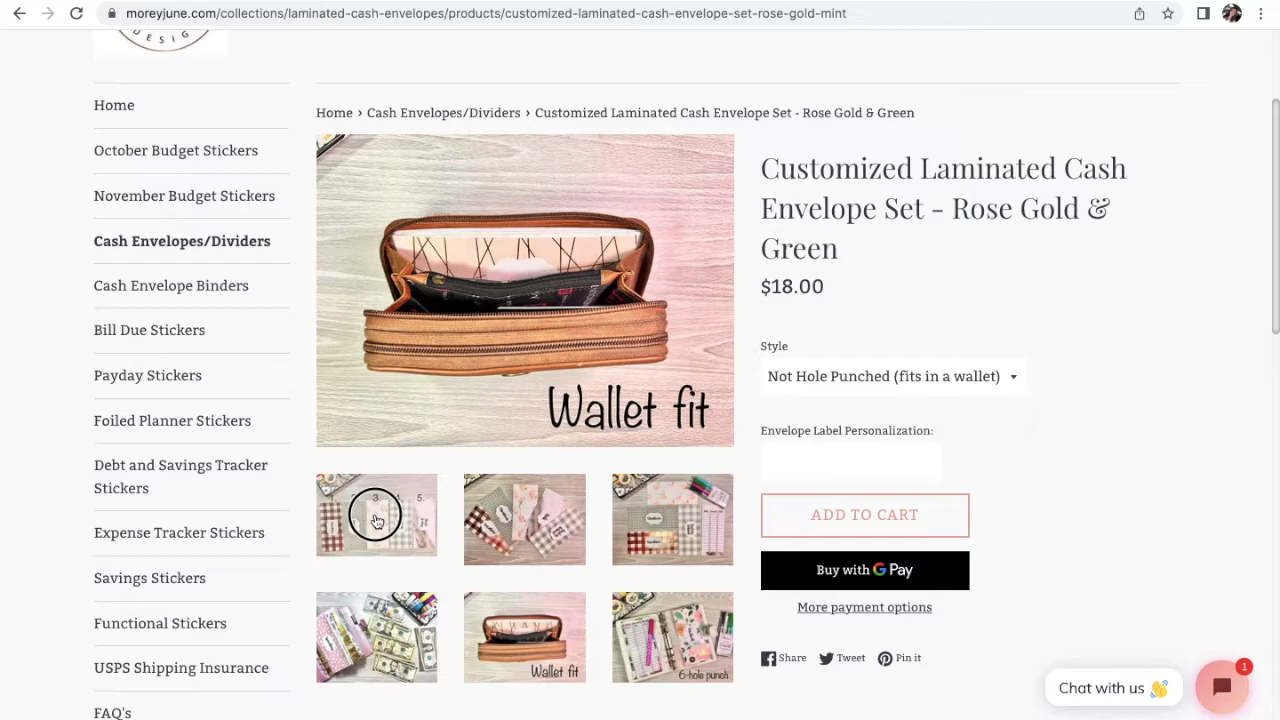 moreyjune.com/collections/laminated-cash-envelopes/products/customized-laminated-cash-envelope-set-rose-gold-mint
DESIG
Home
October Budget Stickers
November Budget Stickers
Cash Envelopes/Dividers
Cash Envelope Binders
Bill Due Stickers
Payday Stickers
Foiled Planner Stickers
Debt and Savings Tracker
Stickers
Expense Tracker Stickers
Savings Stickers
Functional Stickers
USPS Shipping Insurance
FAQ's
Home › Cash Envelopes/Dividers › Customized Laminated Cash Envelope Set - Rose Gold & Green
Wallet fit
3.
5.
Wallet fit
6-hole punch
Customized Laminated Cash
Envelope Set - Rose Gold &
Green
$18.00
Style
Not Hole Punched (fits in a wallet)
Envelope Label Personalization:
ADD TO CART
Buy with G Pay
More payment options
Share Tweet Pin it
Chat with us 👋
1